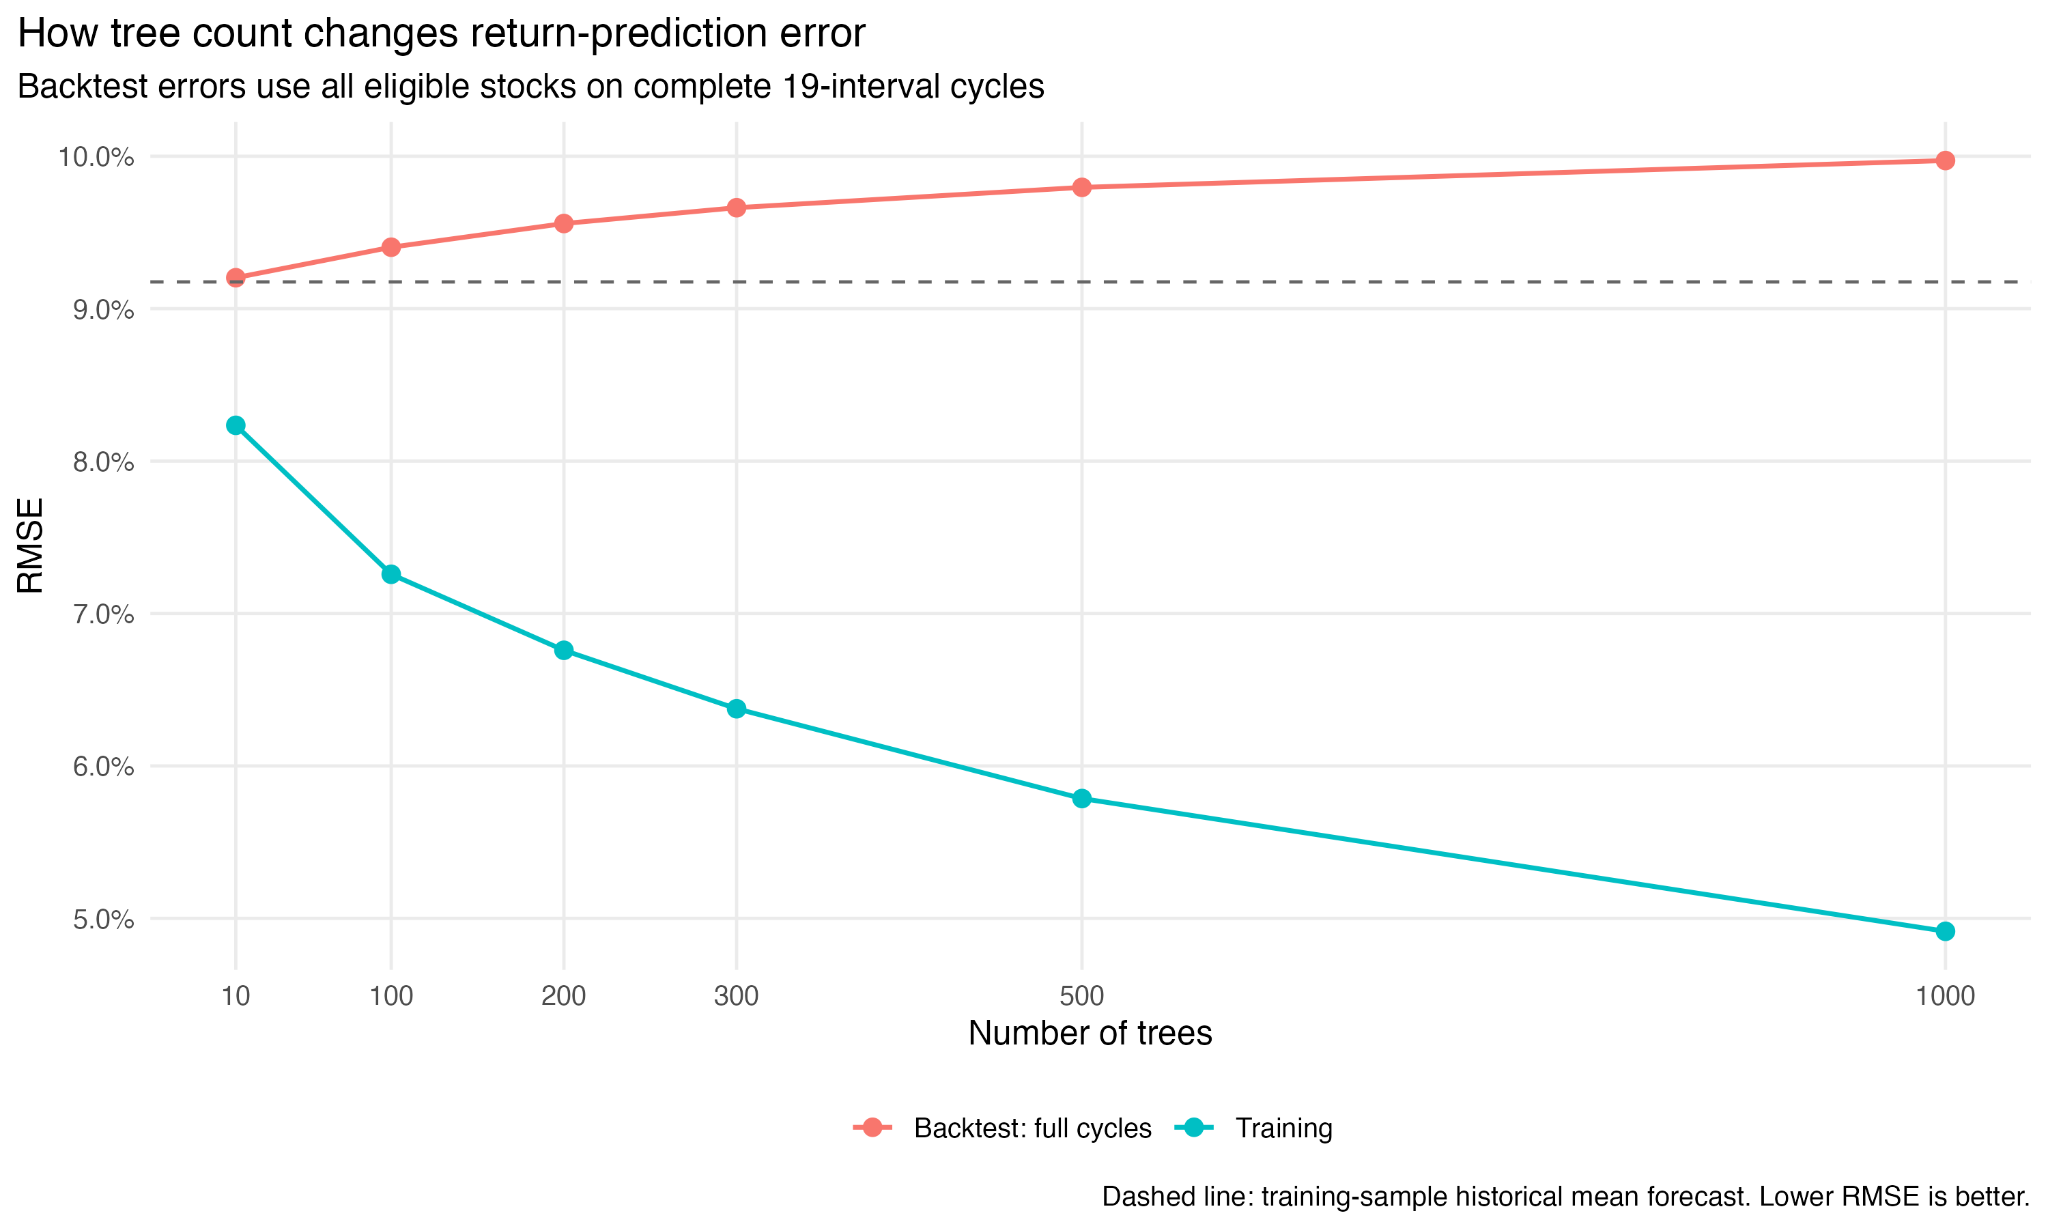 How tree count changes return-prediction error
Backtest errors use all eligible stocks on complete 19-interval cycles
10.0%
9.0%
8.0%
7.0%
6.0%
5.0%
RMSE
10 100 200 300 500 1000
Number of trees
Backtest: full cycles Training
Dashed line: training-sample historical mean forecast. Lower RMSE is better.